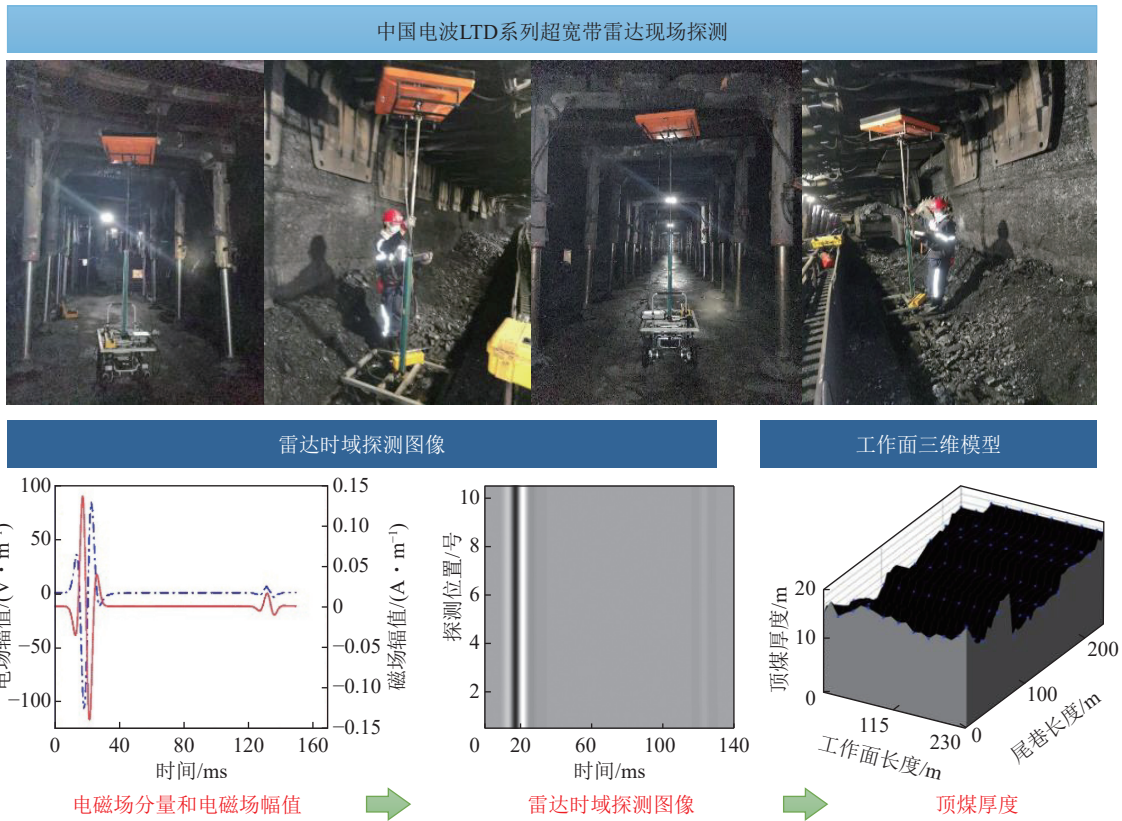 中国电波LTD系列超宽带雷达现场探测
雷达时域探测图像
工作面三维模型
100
50
0
−50
−100
电场辐值/(V·m⁻¹)
0.15
0.10
0.05
0
−0.05
−0.10
−0.15
磁场辐值/(A·m⁻¹)
0
40
80
120
160
时间/ms
10
8
6
4
2
探测位置/号
0
20
60
100
140
时间/ms
20
10
0
顶煤厚度/m
115
230
工作面长度/m
0
100
200
尾巷长度/m
电磁场分量和电磁场幅值
雷达时域探测图像
顶煤厚度